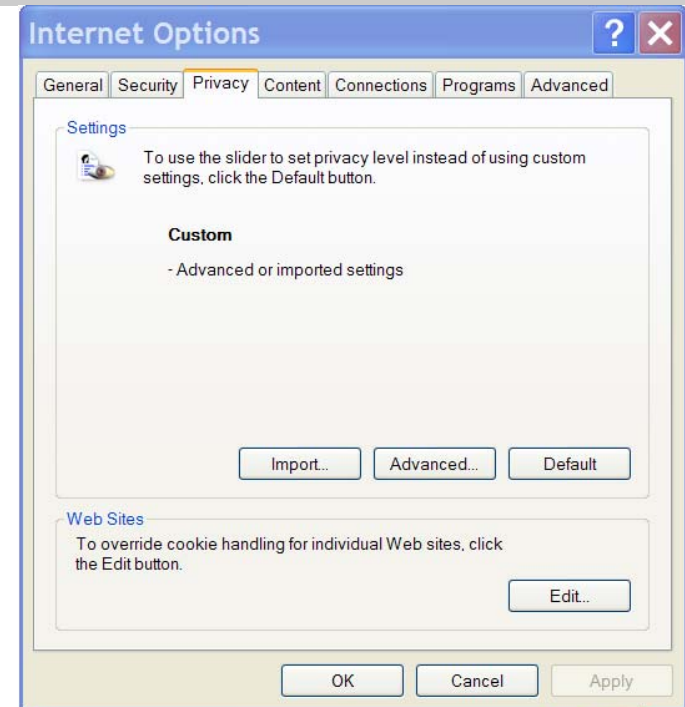 Internet Options
General Security Privacy Content Connections Programs Advanced
Settings
To use the slider to set privacy level instead of using custom
settings, click the Default button.
Custom
- Advanced or imported settings
Import... Advanced... Default
Web Sites
To override cookie handling for individual Web sites, click
the Edit button.
Edit...
OK Cancel Apply